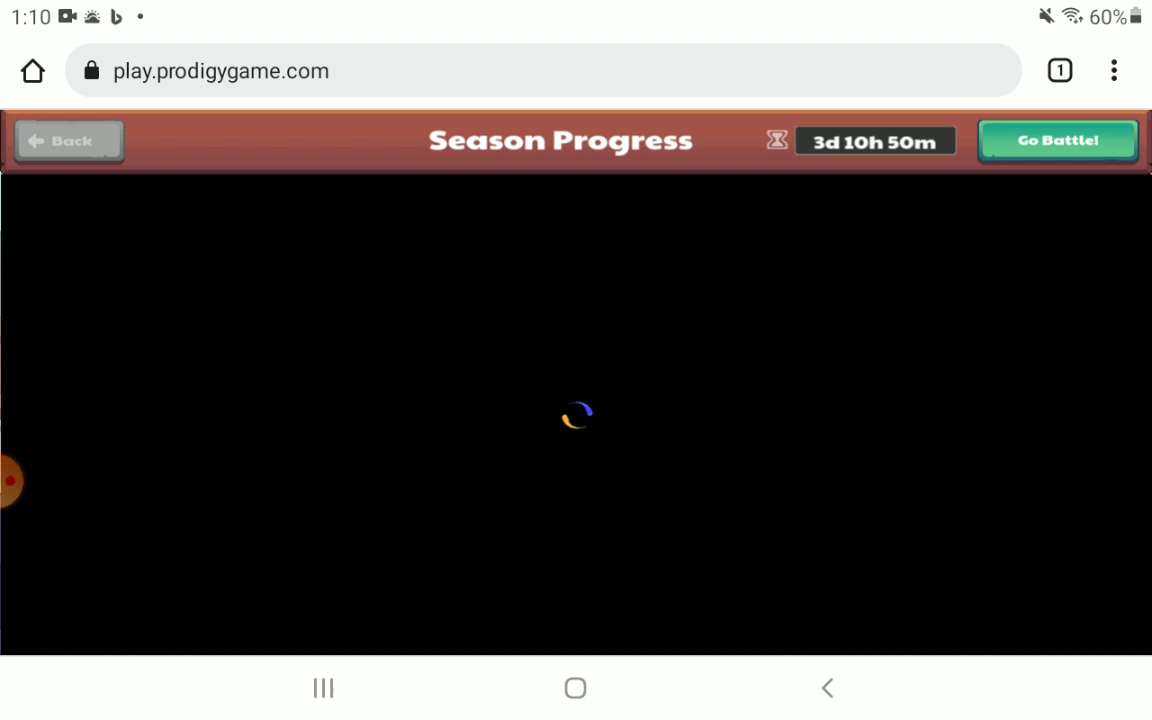 1:10
60%
play.prodigygame.com
1
Back
Season Progress
3d 10h 50m
Go Battle!